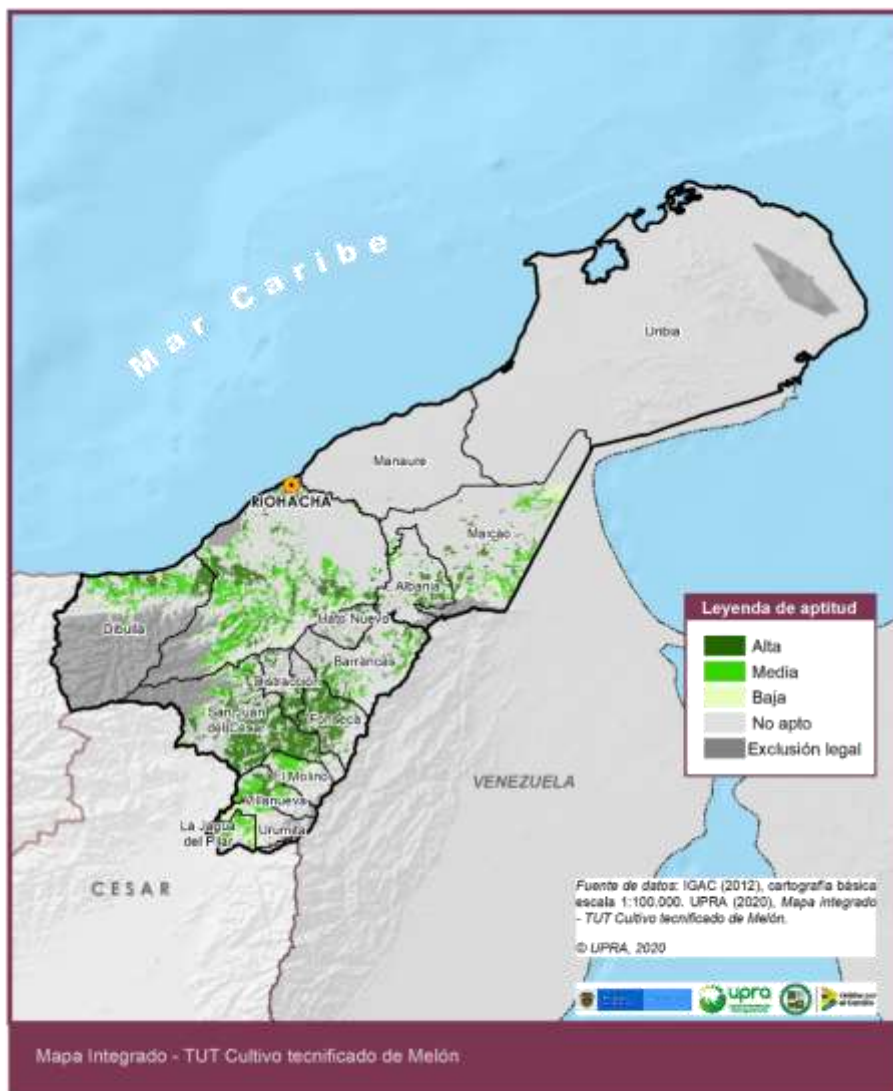 Mar Caribe
Uribia
Manaure
RIOHACHA
Maicao
Albania
Dibulla
Hato Nuevo
Barrancas
Distracción
San Juan
del Cesar
Fonseca
El Molino
Villanueva
La Jagua
del Pilar
Urumita
VENEZUELA
CESAR
Leyenda de aptitud
Alta
Media
Baja
No apto
Exclusión legal
Fuente de datos: IGAC (2012), cartografía básica
escala 1:100.000. UPRA (2020), Mapa integrado
- TUT Cultivo tecnificado de Melón.
© UPRA, 2020
upra
Mapa Integrado - TUT Cultivo tecnificado de Melón